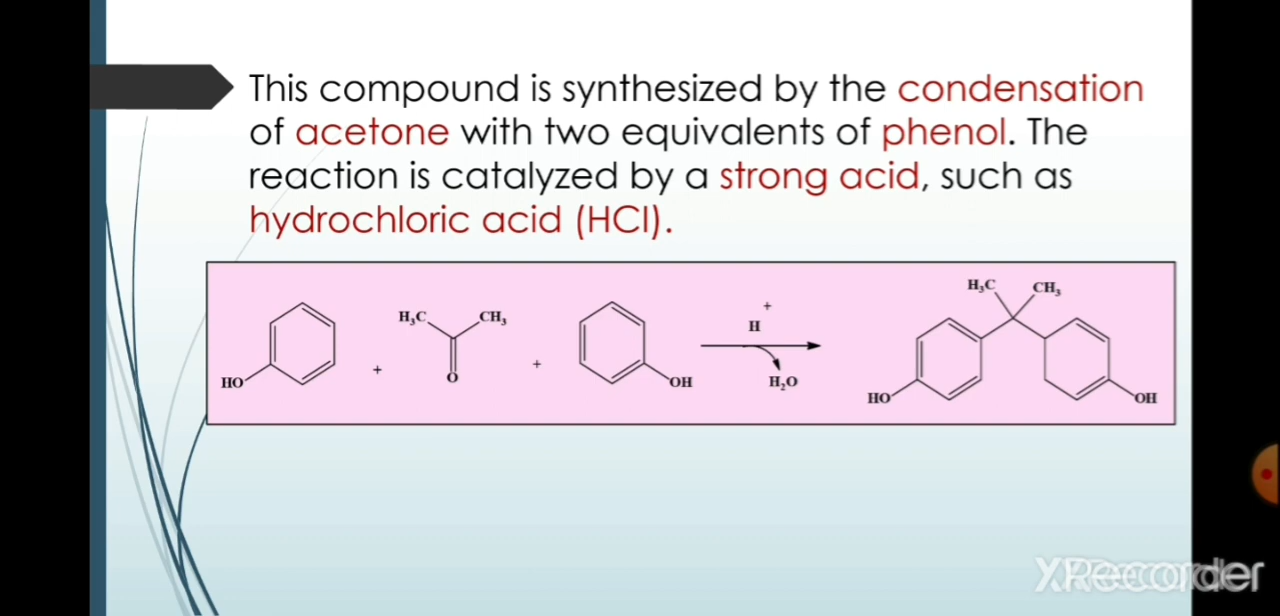 This compound is synthesized by the condensation
of acetone with two equivalents of phenol. The
reaction is catalyzed by a strong acid, such as
hydrochloric acid (HCl).
H₃C CH₃
H₃C CH₃ + H
HO + O + OH H₂O HO OH
XRecorder